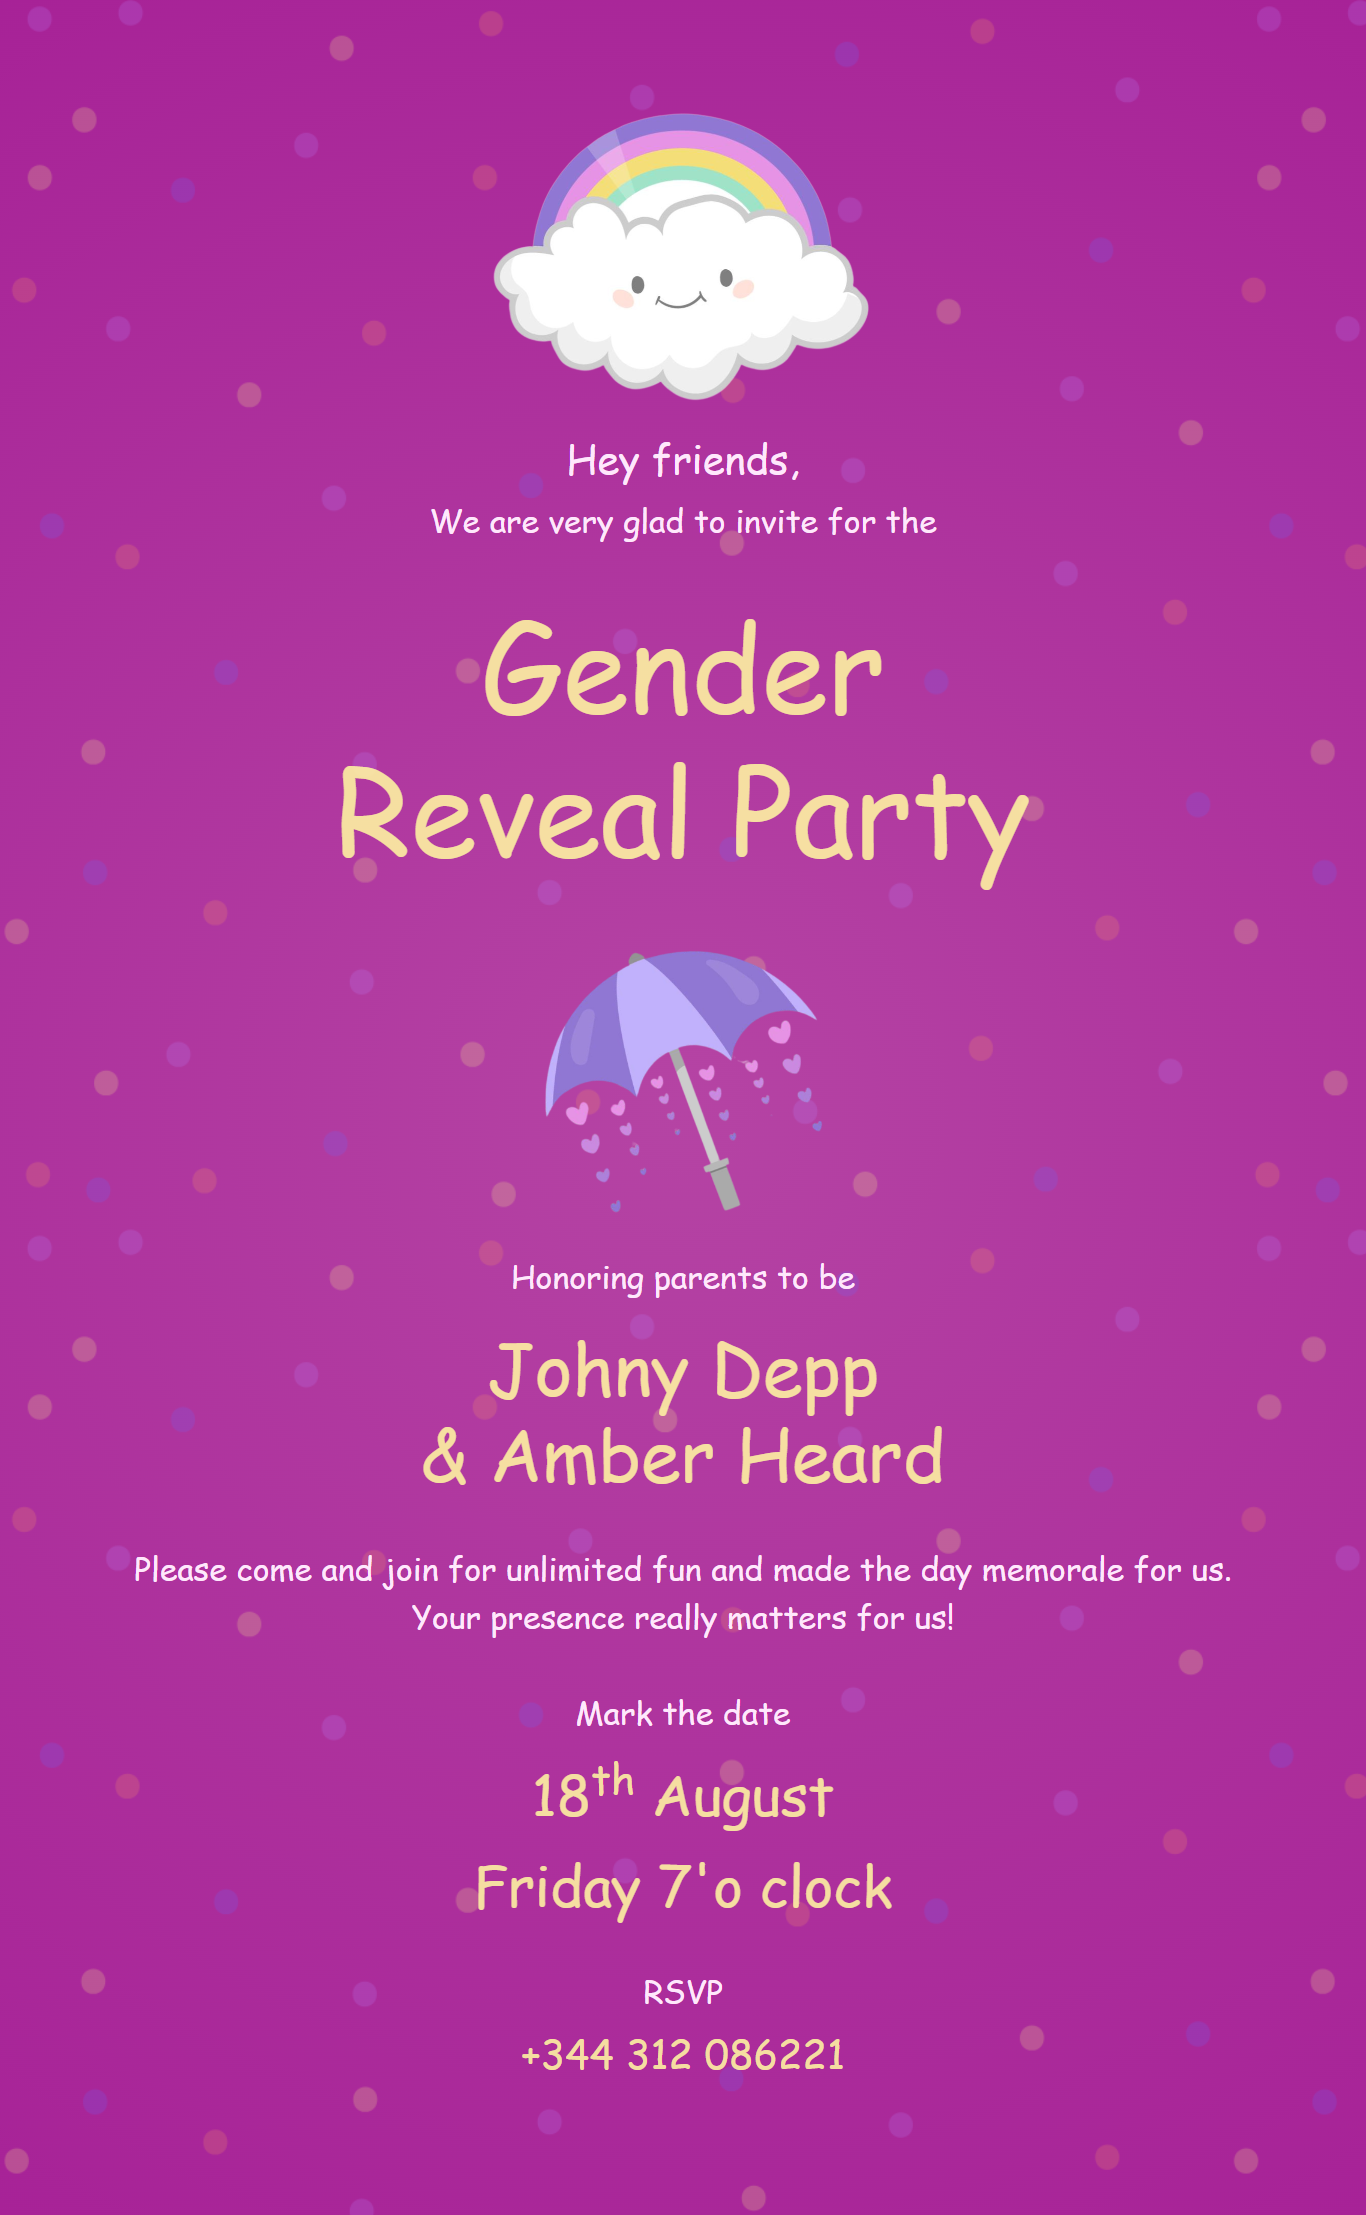 Hey friends,
We are very glad to invite for the
Gender
Reveal Party
Honoring parents to be
Johny Depp
& Amber Heard
Please come and join for unlimited fun and made the day memorale for us.
Your presence really matters for us!
Mark the date
18th August
Friday 7'o clock
RSVP
+344 312 086221